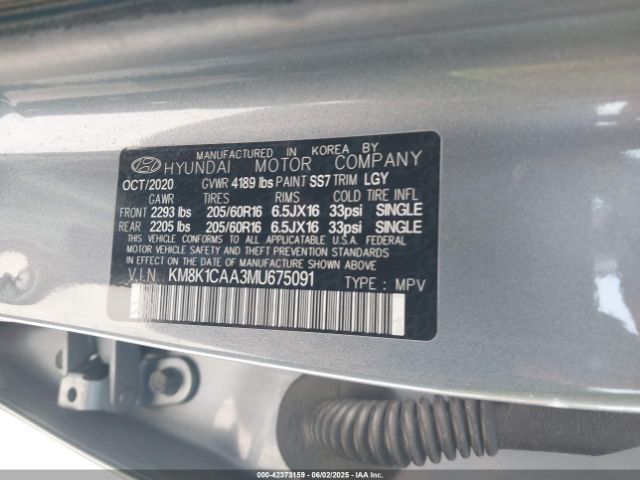 MANUFACTURED IN KOREA BY
HYUNDAI MOTOR COMPANY
OCT/2020 GVWR 4189 lbs PAINT SS7 TRIM LGY
GAWR TIRES RIMS COLD TIRE INFL
FRONT 2293 lbs 205/60R16 6.5JX16 33psi SINGLE
REAR 2205 lbs 205/60R16 6.5JX16 33psi SINGLE
THIS VEHICLE CONFORMS TO ALL APPLICABLE U.S.A. FEDERAL
MOTOR VEHICLE SAFETY AND THEFT PREVENTION STANDARDS
IN EFFECT ON THE DATE OF MANUFACTURE SHOWN ABOVE.
V.I.N KM8K1CAA3MU675091 TYPE : MPV
000-42373159 - 06/02/2025 - IAA Inc.